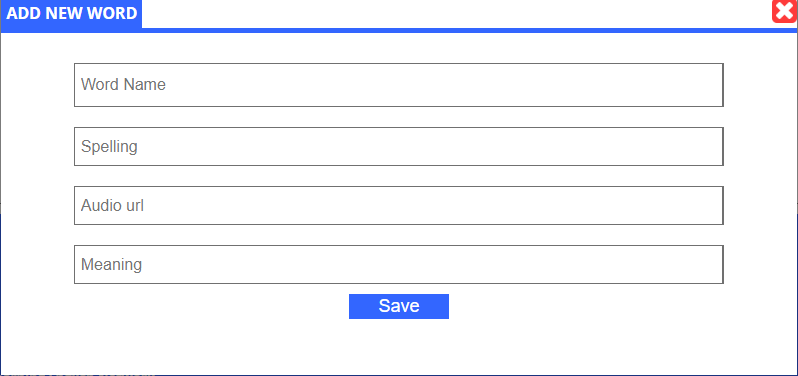 ADD NEW WORD
Word Name
Spelling
Audio url
Meaning
Save